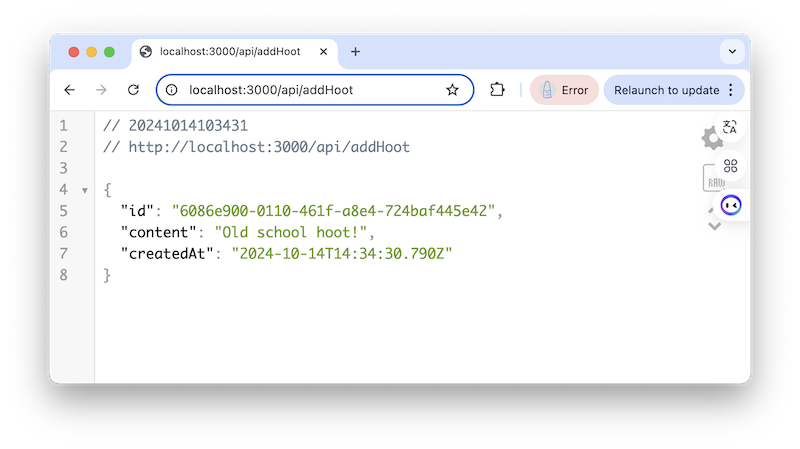 localhost:3000/api/addHoot
localhost:3000/api/addHoot
Error
Relaunch to update
1 // 20241014103431
2 // http://localhost:3000/api/addHoot
3
4 {
5 "id": "6086e900-0110-461f-a8e4-724baf445e42",
6 "content": "Old school hoot!",
7 "createdAt": "2024-10-14T14:34:30.790Z"
8 }
RAW